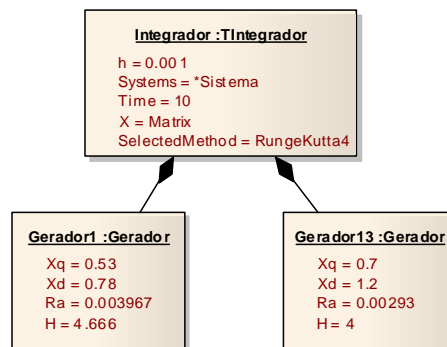 Integrador :TIntegrador
h = 0.001
Systems = *Sistema
Time = 10
X = Matrix
SelectedMethod = RungeKutta4
Gerador1 :Gerador
Xq = 0.53
Xd = 0.78
Ra = 0.003967
H = 4.666
Gerador13 :Gerador
Xq = 0.7
Xd = 1.2
Ra = 0.00293
H = 4